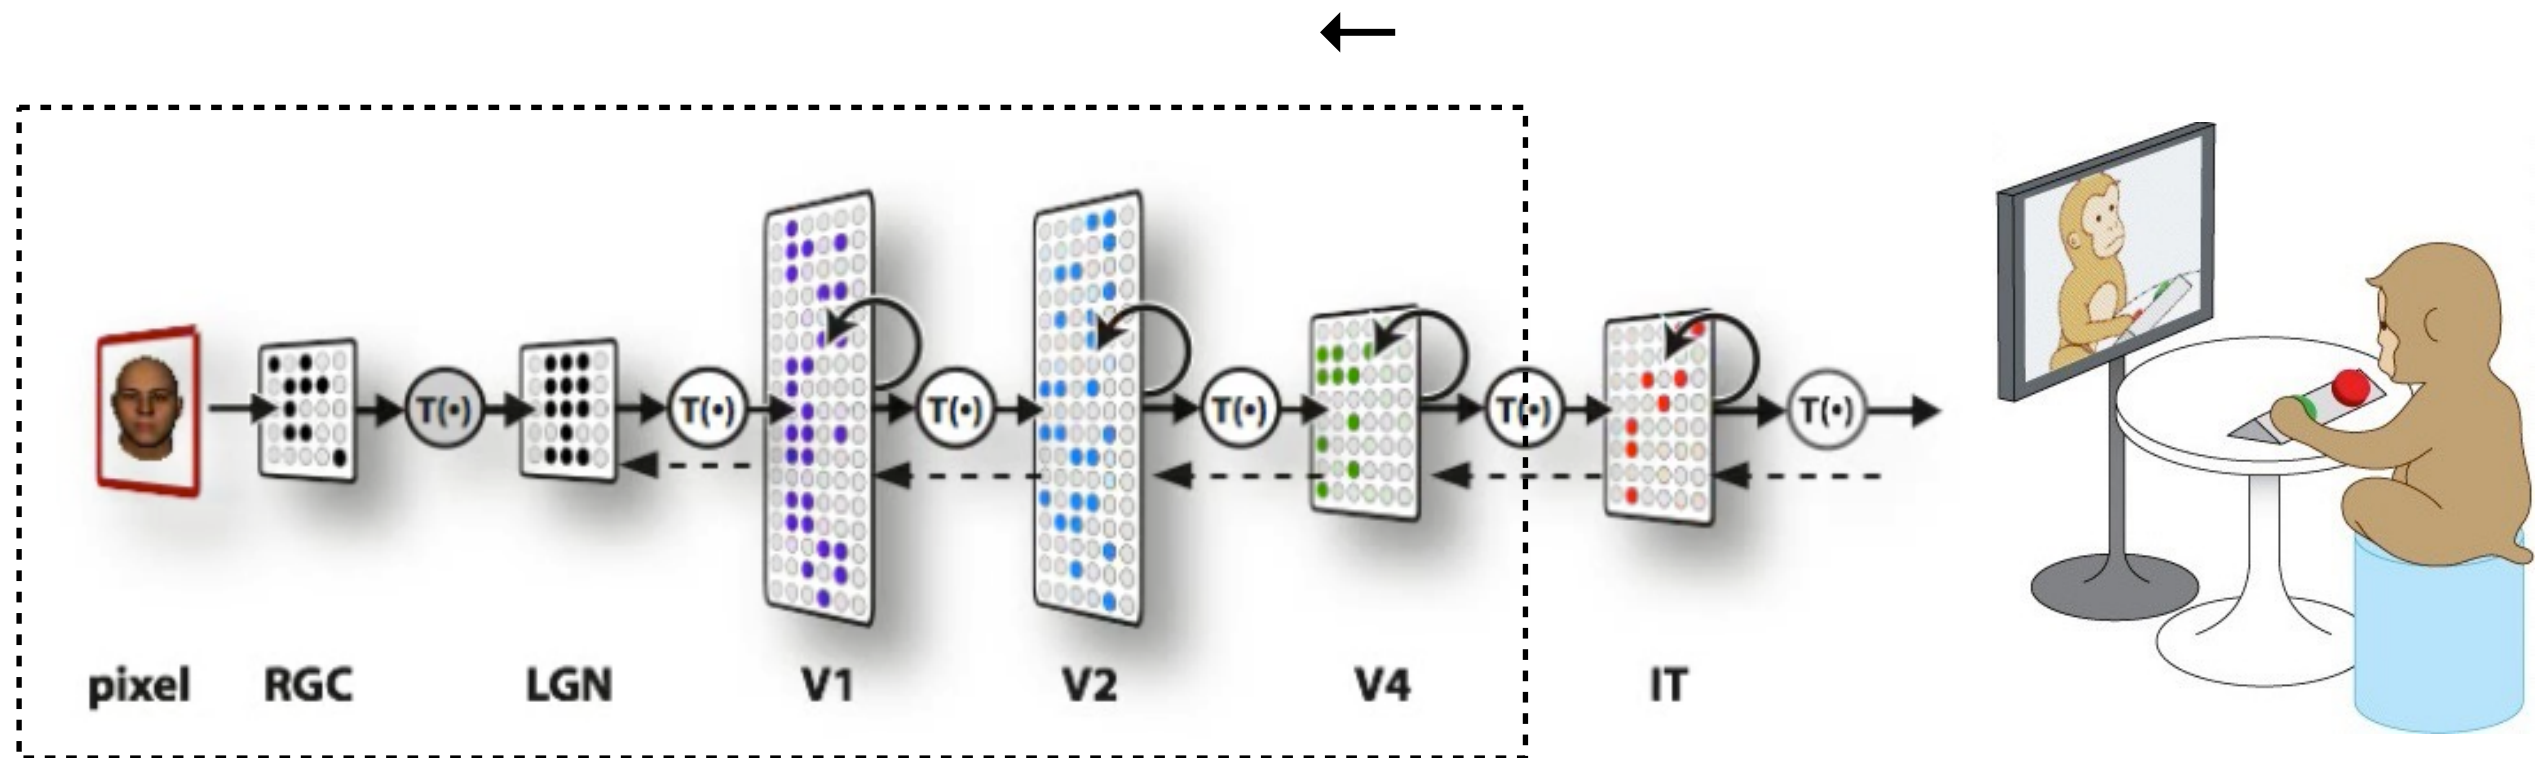 T(•) T(•) T(•) T(•) T(•) T(•)
pixel RGC LGN V1 V2 V4 IT